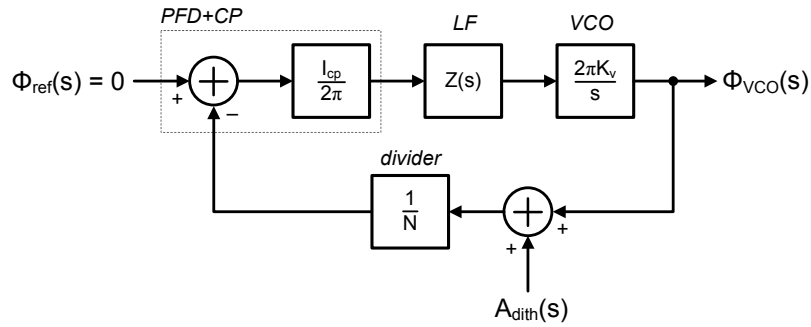 PFD+CP
LF
VCO
Φref(s) = 0
+
−
Icp
2π
Z(s)
2πKv
s
ΦVCO(s)
divider
1
N
+
+
Adith(s)